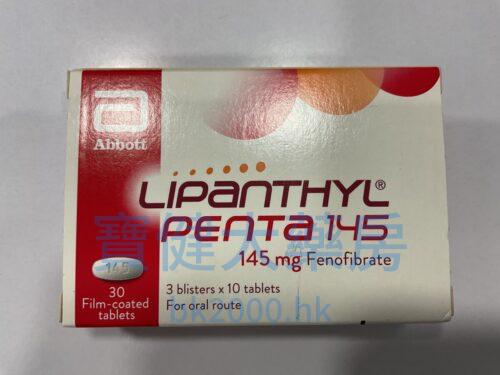 Abbott
LIPANTHYL®
PENTA 145
145 mg Fenofibrate
145
30
Film-coated
tablets
3 blisters x 10 tablets
For oral route
寶健大藥房
bk2000.hk